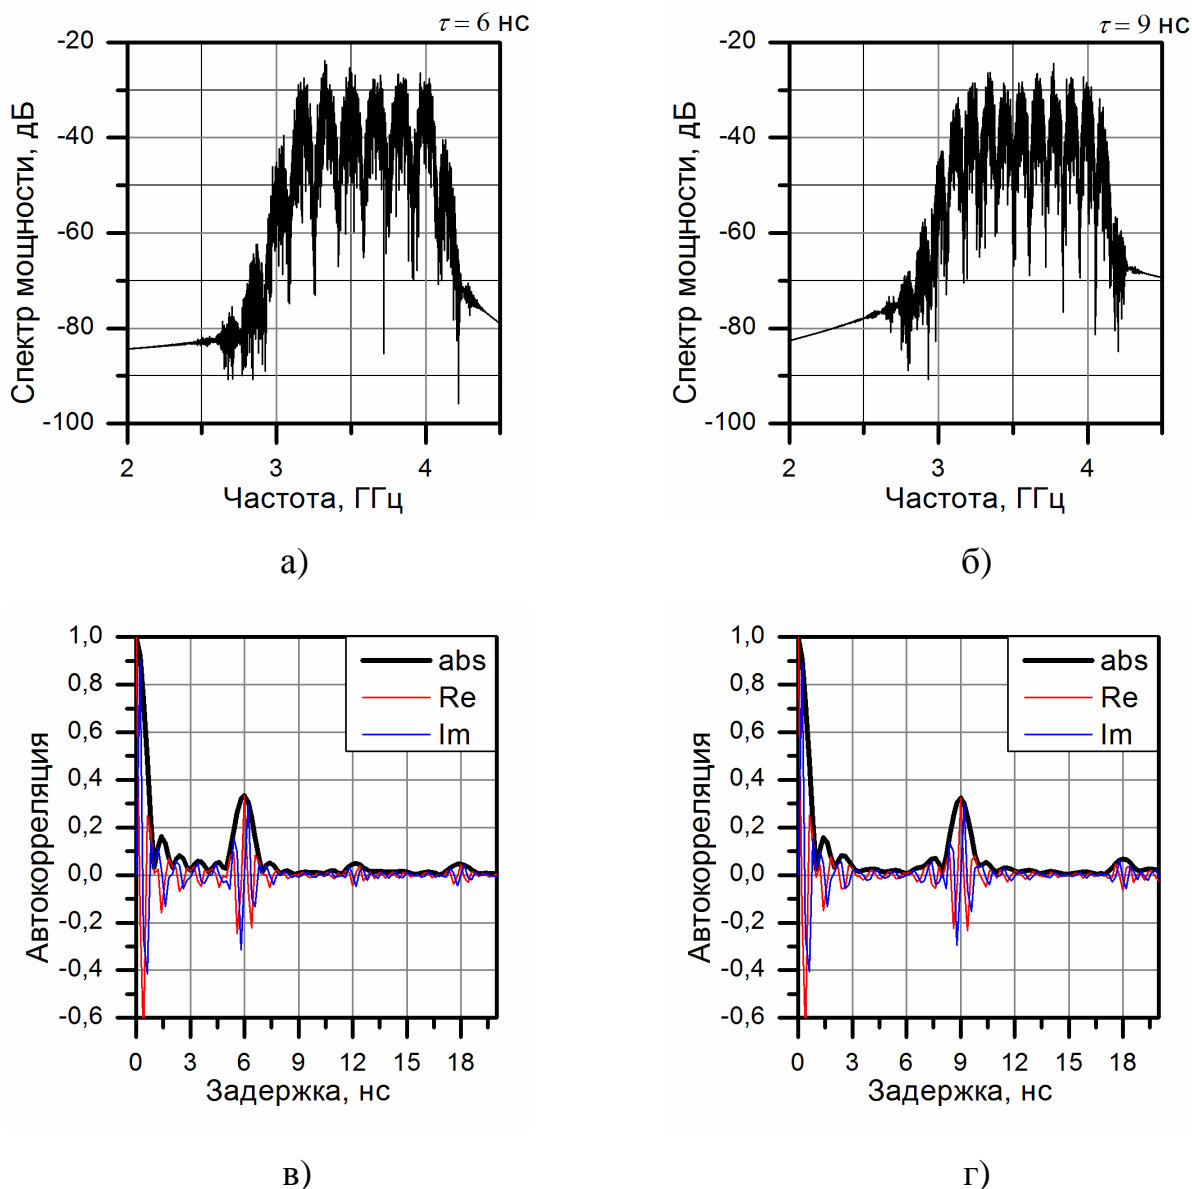 τ = 6 нс
-20
-40
-60
-80
-100
2
3
4
Спектр мощности, дБ
Частота, ГГц
а)
τ = 9 нс
-20
-40
-60
-80
-100
2
3
4
Спектр мощности, дБ
Частота, ГГц
б)
1,0
0,8
0,6
0,4
0,2
0,0
-0,2
-0,4
-0,6
abs
Re
Im
0
3
6
9
12
15
18
Автокорреляция
Задержка, нс
в)
1,0
0,8
0,6
0,4
0,2
0,0
-0,2
-0,4
-0,6
abs
Re
Im
0
3
6
9
12
15
18
Автокорреляция
Задержка, нс
г)